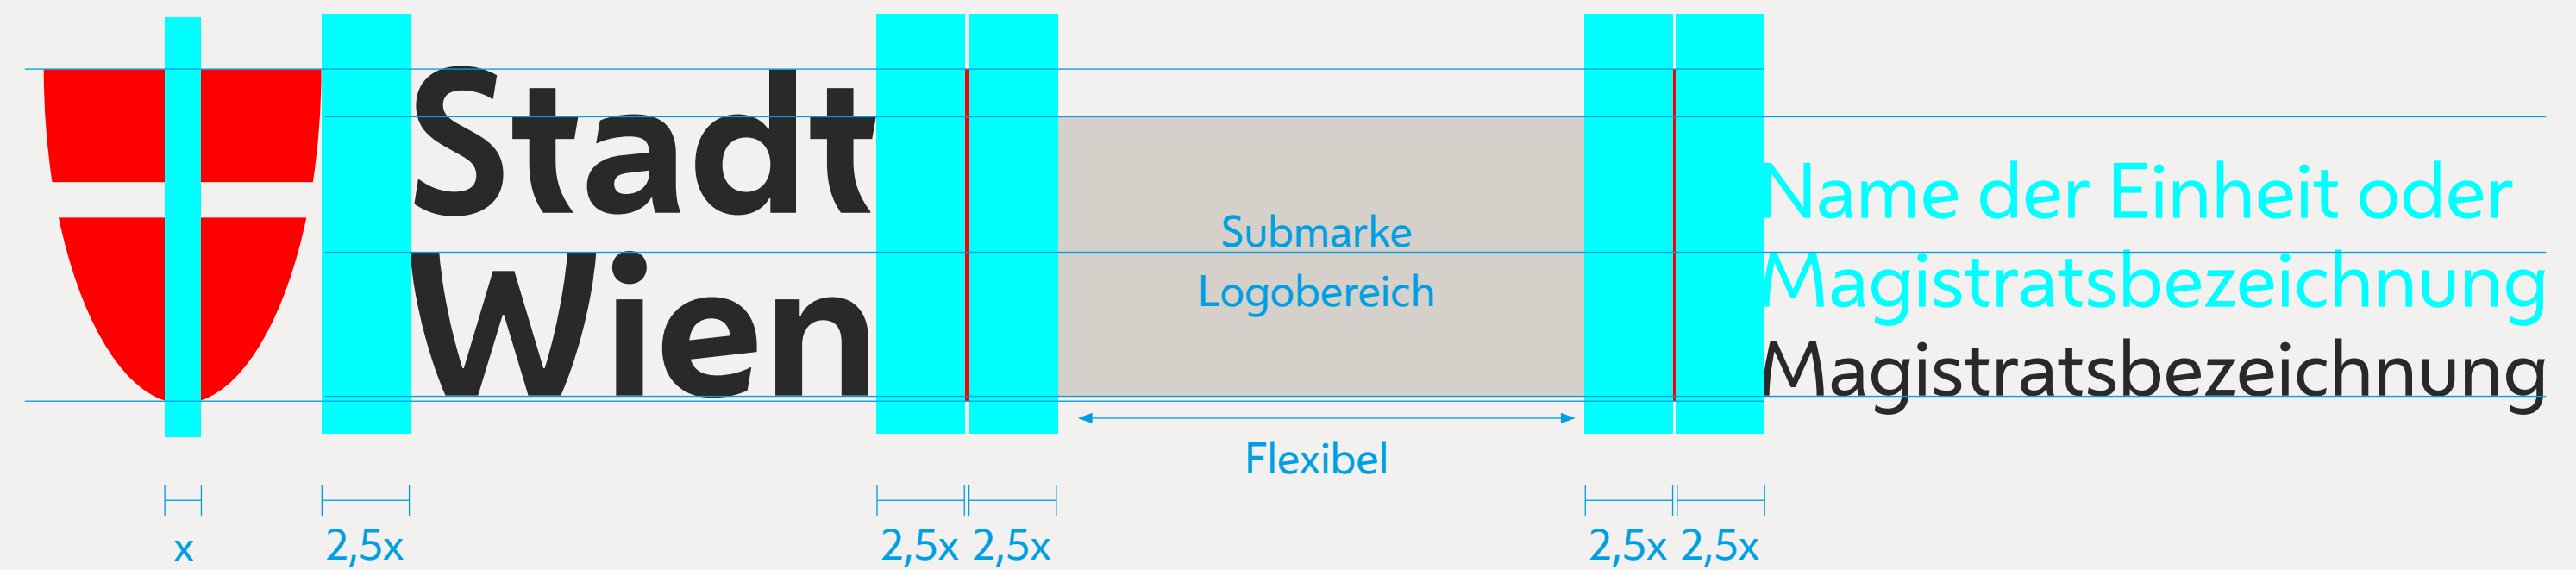 Stadt
Wien
Submarke
Logobereich
Flexibel
Name der Einheit oder
Magistratsbezeichnung
Magistratsbezeichnung
x
2,5x
2,5x
2,5x
2,5x
2,5x